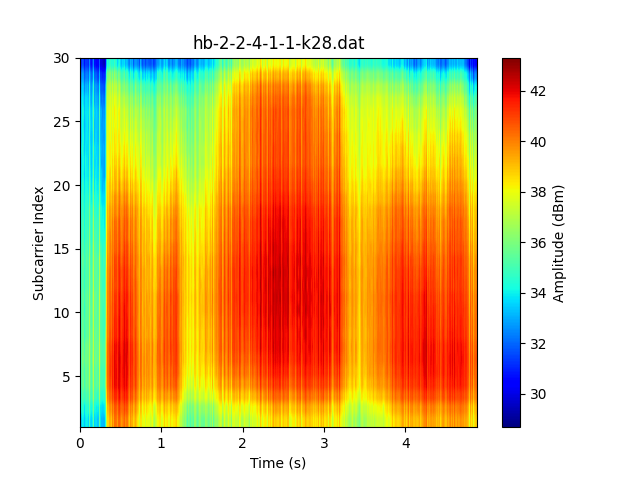 hb-2-2-4-1-1-k28.dat
30
25
20
15
10
5
Subcarrier Index
0 1 2 3 4
Time (s)
42
40
38
36
34
32
30
Amplitude (dBm)